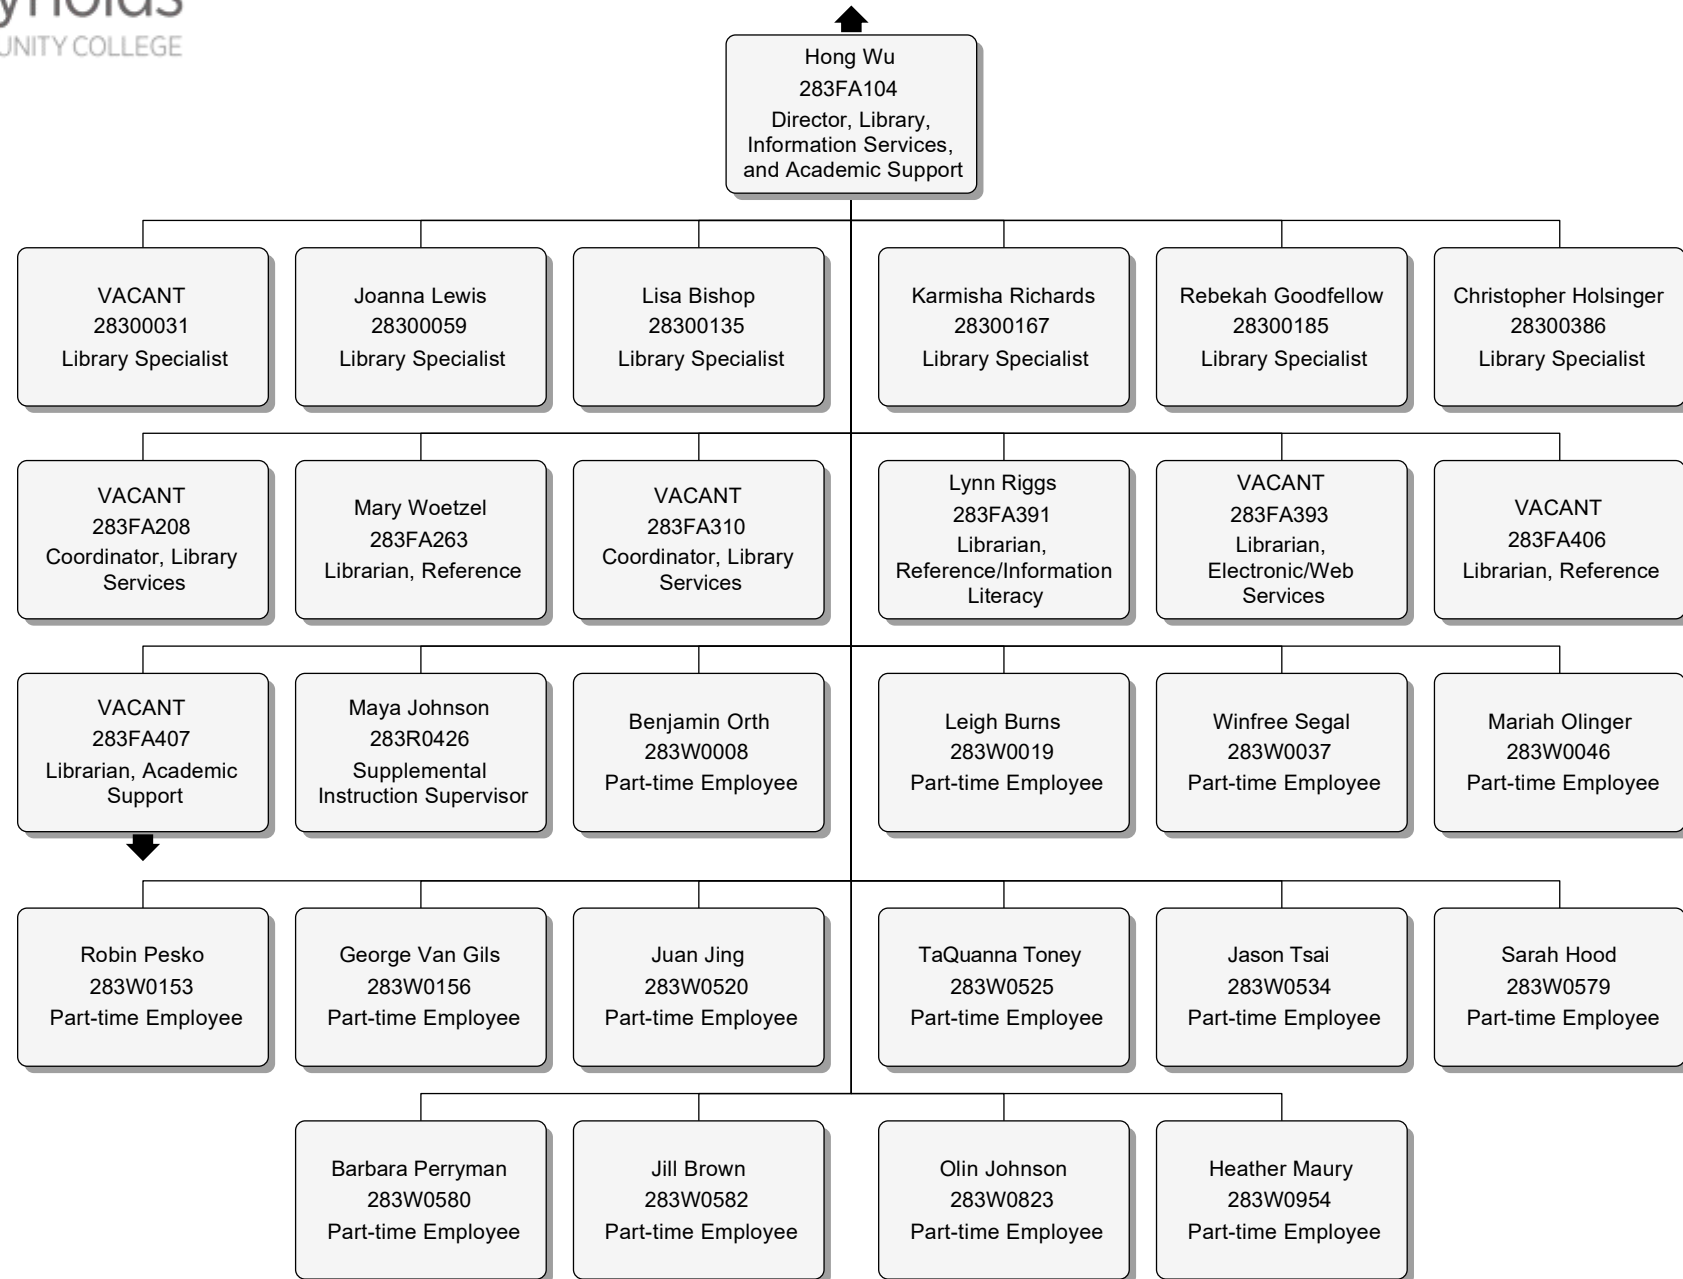 UNITY COLLEGE
Hong Wu
283FA104
Director, Library,
Information Services,
and Academic Support
VACANT
28300031
Library Specialist
Joanna Lewis
28300059
Library Specialist
Lisa Bishop
28300135
Library Specialist
Karmisha Richards
28300167
Library Specialist
Rebekah Goodfellow
28300185
Library Specialist
Christopher Holsinger
28300386
Library Specialist
VACANT
283FA208
Coordinator, Library
Services
Mary Woetzel
283FA263
Librarian, Reference
VACANT
283FA310
Coordinator, Library
Services
Lynn Riggs
283FA391
Librarian,
Reference/Information
Literacy
VACANT
283FA393
Librarian,
Electronic/Web
Services
VACANT
283FA406
Librarian, Reference
VACANT
283FA407
Librarian, Academic
Support
Maya Johnson
283R0426
Supplemental
Instruction Supervisor
Benjamin Orth
283W0008
Part-time Employee
Leigh Burns
283W0019
Part-time Employee
Winfree Segal
283W0037
Part-time Employee
Mariah Olinger
283W0046
Part-time Employee
Robin Pesko
283W0153
Part-time Employee
George Van Gils
283W0156
Part-time Employee
Juan Jing
283W0520
Part-time Employee
TaQuanna Toney
283W0525
Part-time Employee
Jason Tsai
283W0534
Part-time Employee
Sarah Hood
283W0579
Part-time Employee
Barbara Perryman
283W0580
Part-time Employee
Jill Brown
283W0582
Part-time Employee
Olin Johnson
283W0823
Part-time Employee
Heather Maury
283W0954
Part-time Employee